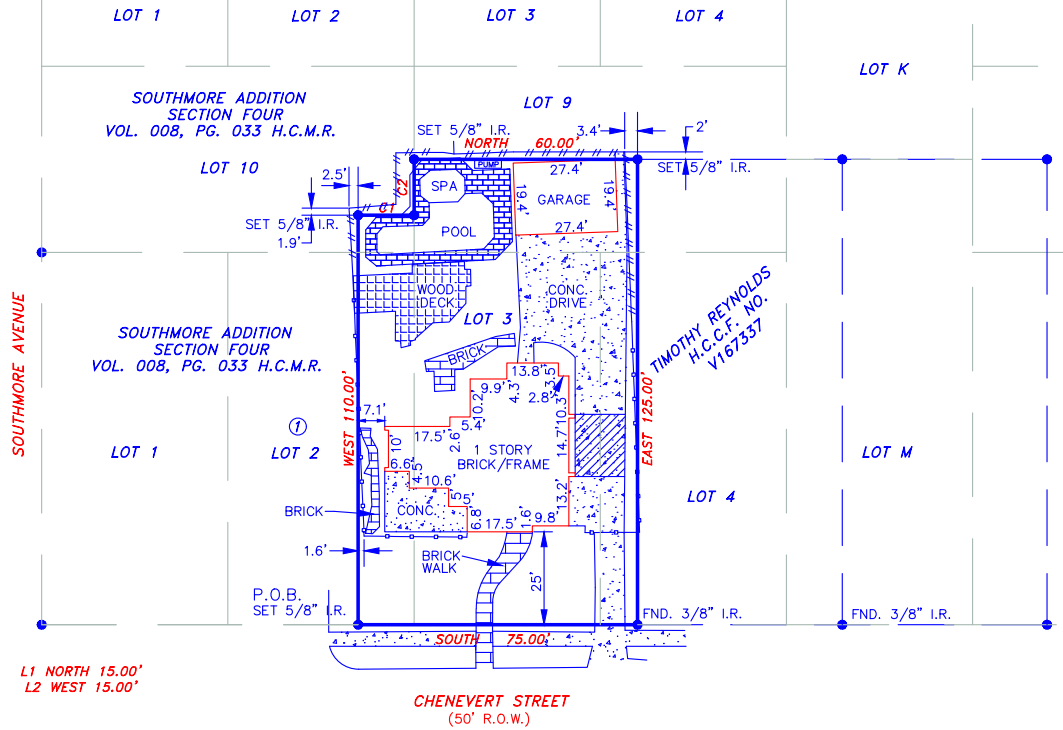 LOT 1
LOT 2
LOT 3
LOT 4
LOT K
SOUTHMORE ADDITION
SECTION FOUR
VOL. 008, PG. 033 H.C.M.R.
LOT 9
SET 5/8" I.R.
3.4'
2'
NORTH 60.00'
LOT 10
2.5'
C2
PUMP
27.4'
SET 5/8" I.R.
SPA
19.4'
GARAGE
19.4'
C1
SET 5/8" I.R.
1.9'
POOL
27.4'
WOOD
DECK
CONC.
DRIVE
TIMOTHY REYNOLDS
H.C.C.F. NO.
V167337
SOUTHMORE AVENUE
SOUTHMORE ADDITION
SECTION FOUR
VOL. 008, PG. 033 H.C.M.R.
LOT 3
BRICK
13.8'
3.5'
9.9'
4.3'
2.8'
10.2'
10.3'
WEST 110.00'
EAST 125.00'
7.1'
5.4'
17.5'
2.6'
10'
14.7'
1
LOT 1
LOT 2
1 STORY
BRICK/FRAME
LOT M
6.6'
4.5'
10.6'
5'
5'
13.2'
LOT 4
BRICK
CONC.
6.8'
17.5'
1.6'
9.8'
1.6'
BRICK
WALK
25'
P.O.B.
SET 5/8" I.R.
FND. 3/8" I.R.
FND. 3/8" I.R.
SOUTH 75.00'
L1 NORTH 15.00'
L2 WEST 15.00'
CHENEVERT STREET
(50' R.O.W.)